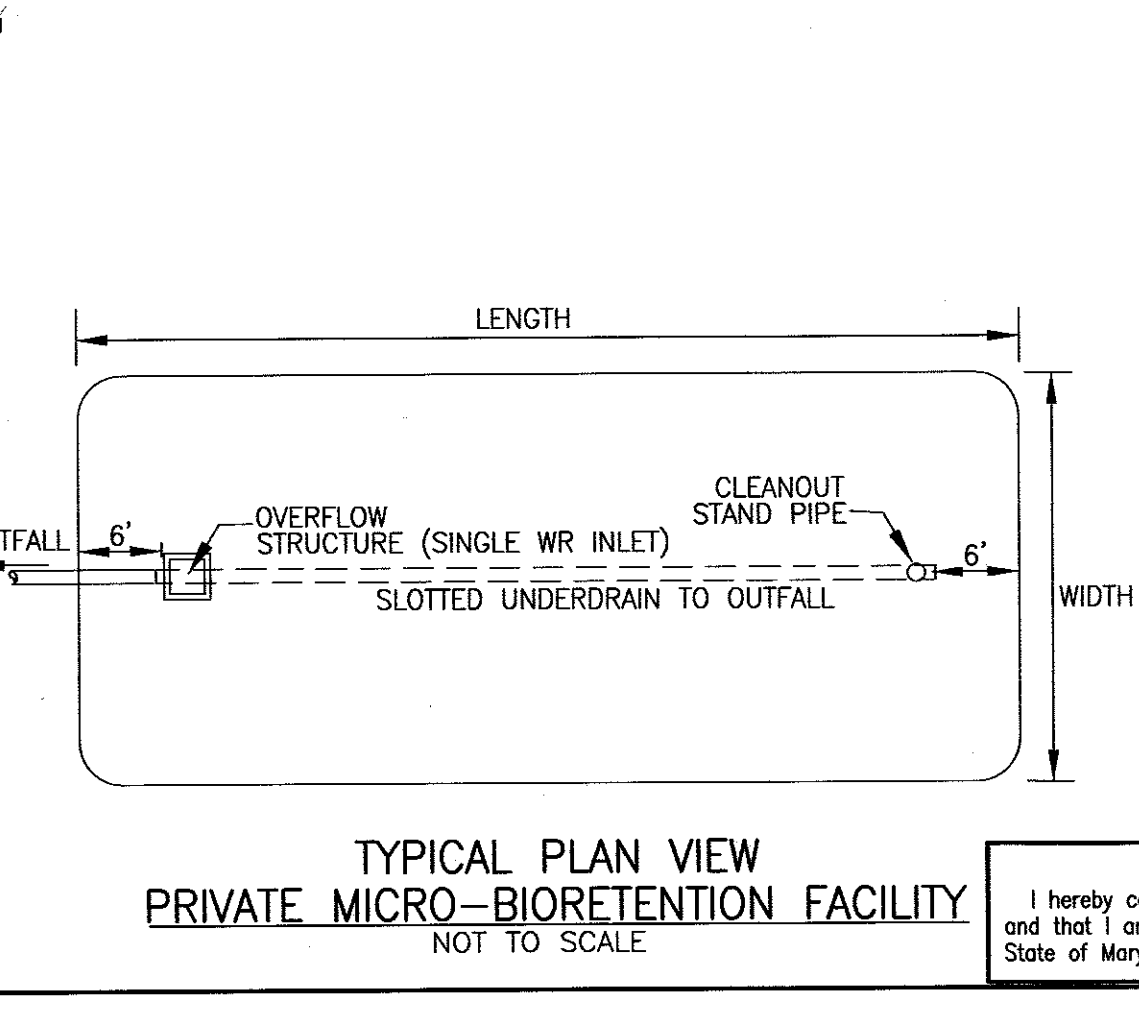 LENGTH
CLEANOUT
STAND PIPE
OVERFLOW
STRUCTURE (SINGLE WR INLET)
TFALL
6'
6'
SLOTTED UNDERDRAIN TO OUTFALL
WIDTH
TYPICAL PLAN VIEW
PRIVATE MICRO-BIORETENTION FACILITY
NOT TO SCALE
I hereby c
and that I a
State of Mary